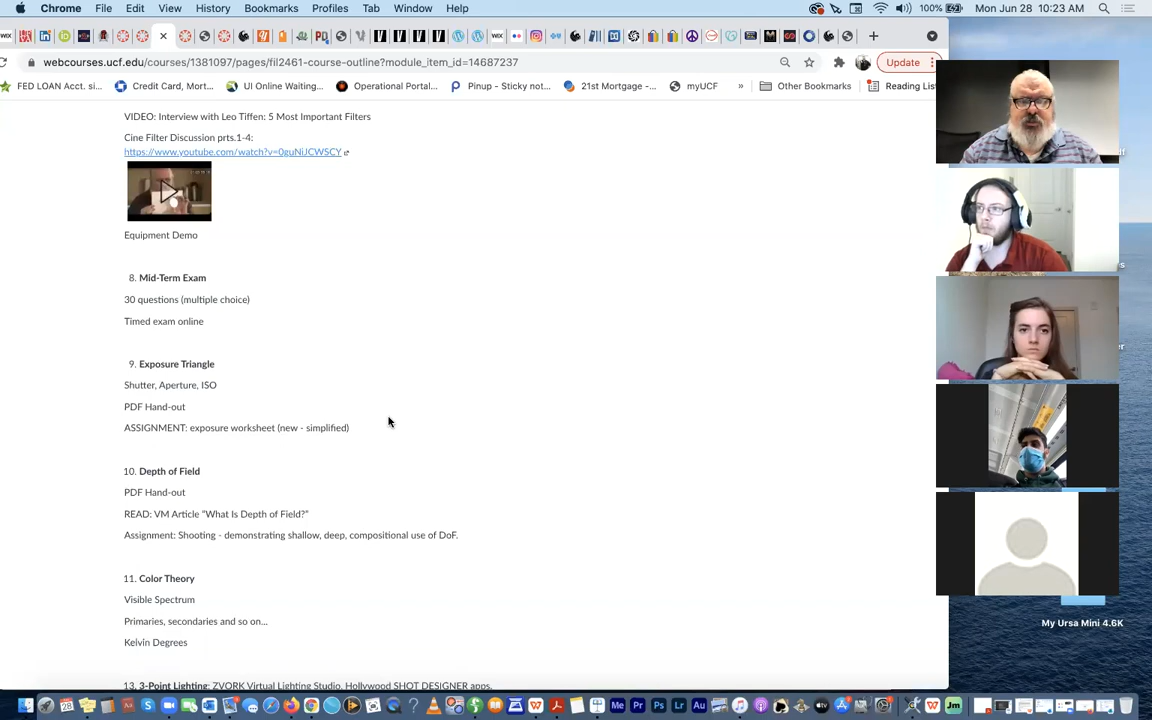 Chrome File Edit View History Bookmarks Profiles Tab Window Help 100% Mon Jun 28 10:23 AM
webcourses.ucf.edu/courses/1381097/pages/fil2461-course-outline?module_item_id=14687237 Update
FED LOAN Acct. si... Credit Card, Mort... UI Online Waiting... Operational Portal... Pinup - Sticky not... 21st Mortgage -... myUCF » Other Bookmarks Reading List
VIDEO: Interview with Leo Tiffen: 5 Most Important Filters
Cine Filter Discussion prts.1-4:
https://www.youtube.com/watch?v=0guNiJCWSCY
Equipment Demo
8. Mid-Term Exam
30 questions (multiple choice)
Timed exam online
9. Exposure Triangle
Shutter, Aperture, ISO
PDF Hand-out
ASSIGNMENT: exposure worksheet (new - simplified)
10. Depth of Field
PDF Hand-out
READ: VM Article “What Is Depth of Field?”
Assignment: Shooting - demonstrating shallow, deep, compositional use of DoF.
11. Color Theory
Visible Spectrum
Primaries, secondaries and so on...
Kelvin Degrees
13. 3-Point Lighting: ZVORK Virtual Lighting Studio, Hollywood SHOT DESIGNER apps.
My Ursa Mini 4.6K